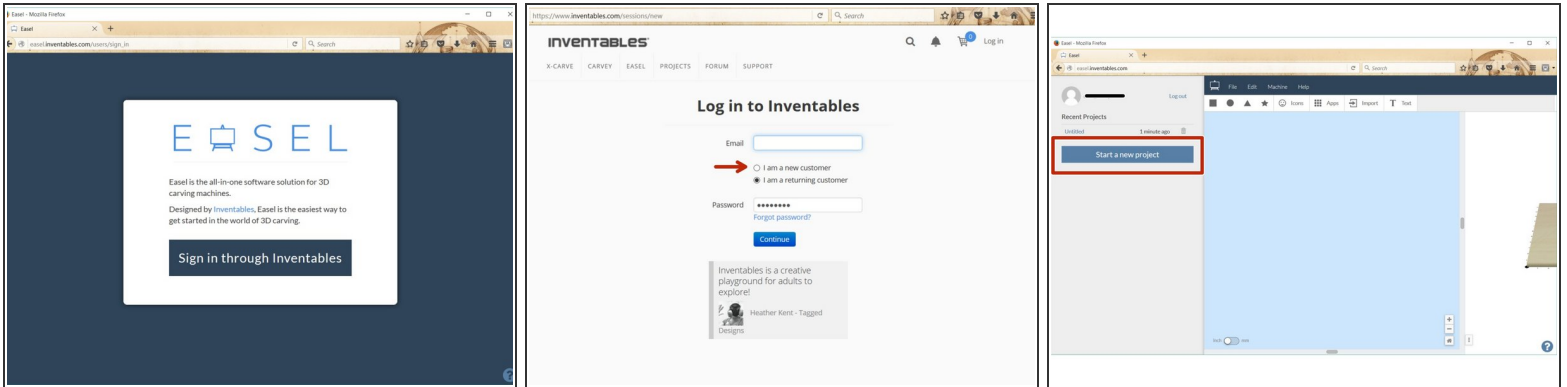 Easel - Mozilla Firefox
Easel
easel.inventables.com/users/sign_in
Search
EASEL
Easel is the all-in-one software solution for 3D
carving machines.
Designed by Inventables, Easel is the easiest way to
get started in the world of 3D carving.
Sign in through Inventables
?
https://www.inventables.com/sessions/new
Search
INVENTABLES
0
Log in
X-CARVE CARVEY EASEL PROJECTS FORUM SUPPORT
Log in to Inventables
Email
I am a new customer
I am a returning customer
Password
Forgot password?
Continue
Inventables is a creative
playground for adults to
explore!
Heather Kent - Tagged
Designs
Easel - Mozilla Firefox
Easel
easel.inventables.com
Search
Log out
File Edit Machine Help
Icons Apps Import T Text
Recent Projects
Untitled 1 minute ago
Start a new project
inch mm
?